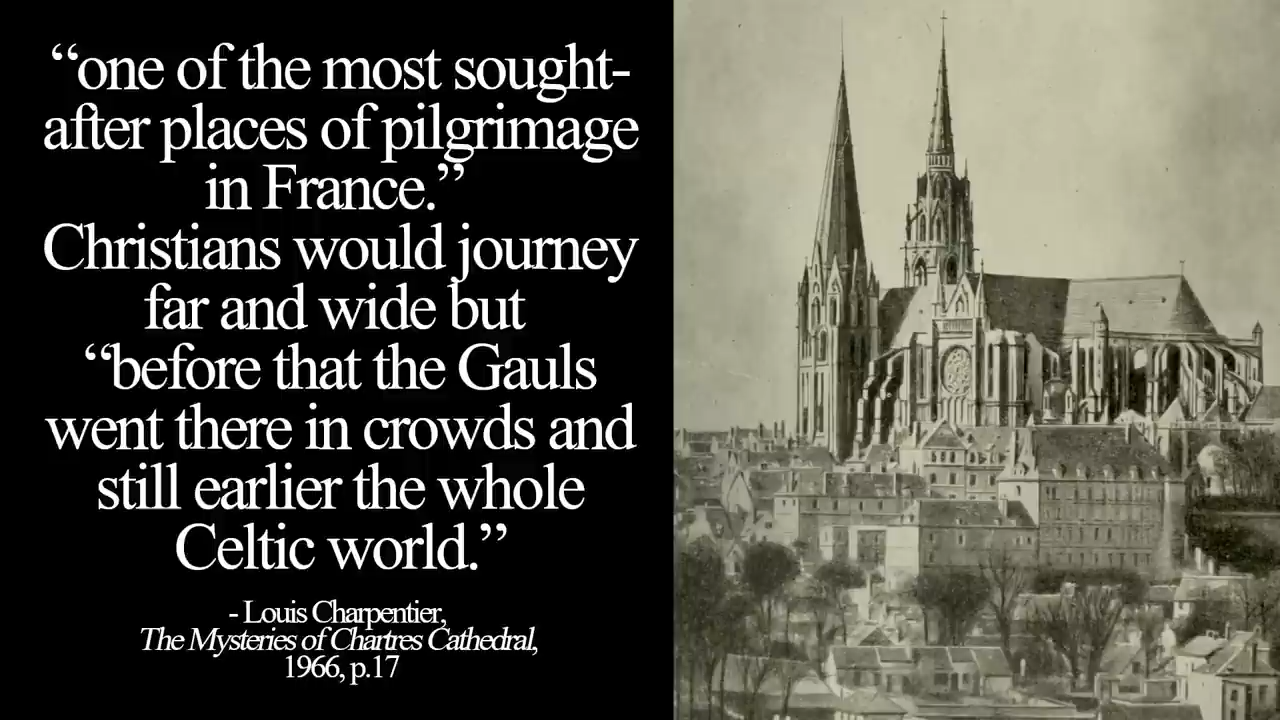 “one of the most sought-
after places of pilgrimage
in France.”
Christians would journey
far and wide but
“before that the Gauls
went there in crowds and
still earlier the whole
Celtic world.”
- Louis Charpentier,
The Mysteries of Chartres Cathedral,
1966, p.17